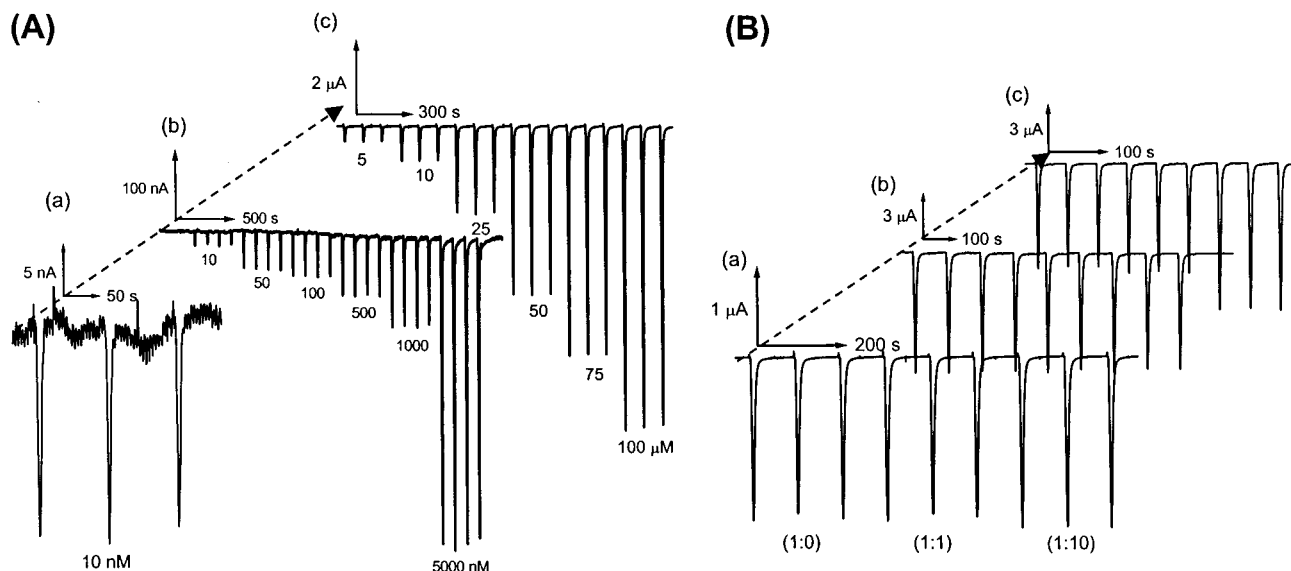 (A)
(c)
2 μA
300 s
5
10
25
50
75
100 μM
(b)
100 nA
500 s
10
50
100
500
1000
5000 nM
(a)
5 nA
50 s
10 nM
(B)
(c)
3 μA
100 s
(b)
3 μA
100 s
(a)
1 μA
200 s
(1:0) (1:1) (1:10)